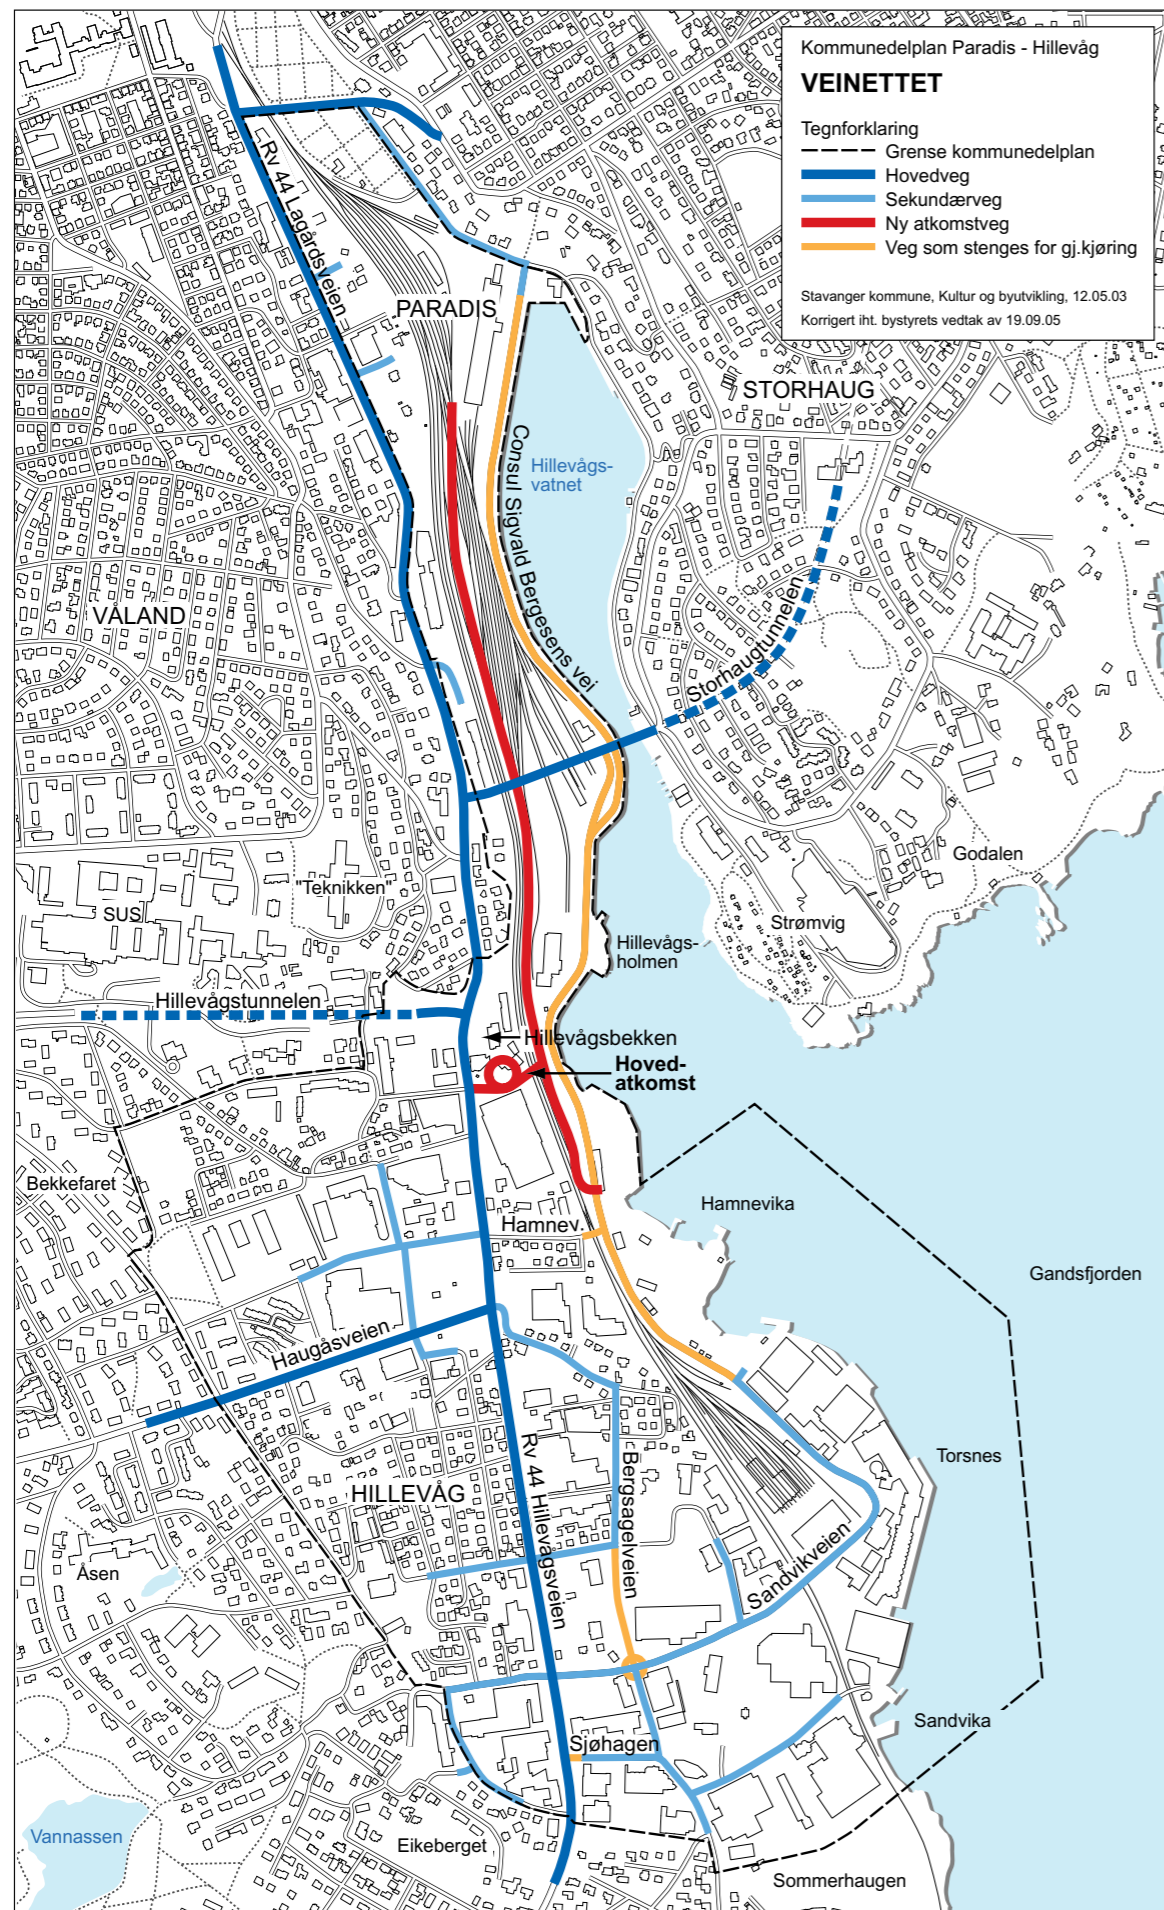 Kommunedelplan Paradis - Hillevåg
VEINETTET
Tegnforklaring
Grense kommunedelplan
Hovedveg
Sekundærveg
Ny atkomstveg
Veg som stenges for gj.kjøring
Stavanger kommune, Kultur og byutvikling, 12.05.03
Korrigert iht. bystyrets vedtak av 19.09.05
Rv 44 Lagårdsveien
PARADIS
STORHAUG
Hillevågs-
vatnet
Consul Sigvald Bergesens vei
VÅLAND
Storhaugtunnelen
Godalen
"Teknikken"
SUS
Strømvig
Hillevågs-
holmen
Hillevågstunnelen
Hillevågsbekken
Hoved-
atkomst
Bekkefaret
Hamnevika
Hamnev.
Gandsfjorden
Haugåsveien
Rv 44 Hillevågsveien
Bergsagelveien
Torsnes
HILLEVÅG
Sandvikveien
Åsen
Sandvika
Sjøhagen
Vannassen
Eikeberget
Sommerhaugen